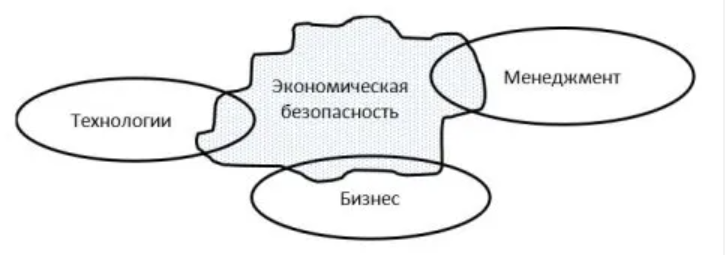 Экономическая
безопасность
Менеджмент
Технологии
Бизнес